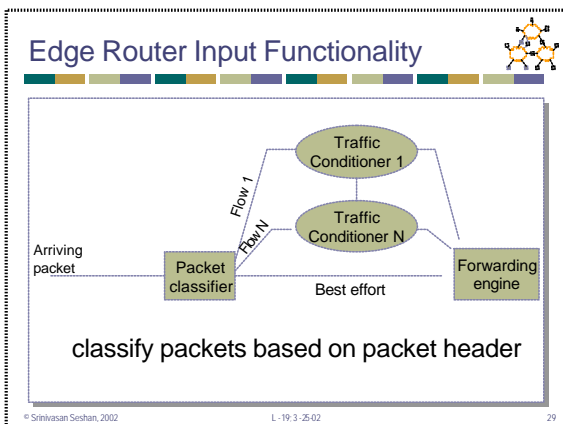 Edge Router Input Functionality
Traffic
Conditioner 1
Flow 1
Flow N
Traffic
Conditioner N
Arriving
packet
Packet
classifier
Best effort
Forwarding
engine
classify packets based on packet header
© Srinivasan Seshan, 2002
L -19; 3 -25-02
29